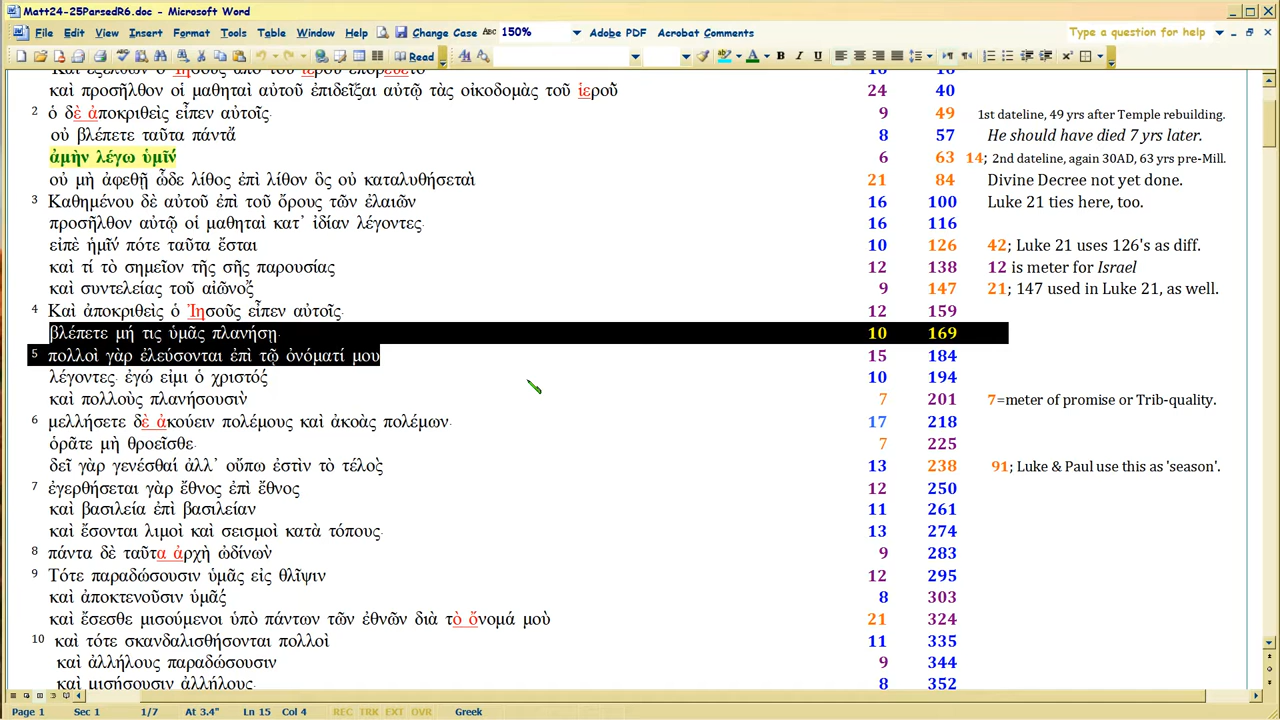 Matt24-25ParsedR6.doc - Microsoft Word
File Edit View Insert Format Tools Table Window Help Change Case 150% Adobe PDF Acrobat Comments Type a question for help
Read
16 16
καὶ προσῆλθον οἱ μαθηταὶ αὐτοῦ ἐπιδεῖξαι αὐτῷ τὰς οἰκοδομὰς τοῦ ἱεροῦ 24 40
2 ὁ δὲ ἀποκριθεὶς εἶπεν αὐτοῖς· 9 49 1st dateline, 49 yrs after Temple rebuilding.
οὐ βλέπετε ταῦτα πάντα 8 57 He should have died 7 yrs later.
ἀμὴν λέγω ὑμῖν 6 63 14; 2nd dateline, again 30AD, 63 yrs pre-Mill.
οὐ μὴ ἀφεθῇ ὧδε λίθος ἐπὶ λίθον ὃς οὐ καταλυθήσεται 21 84 Divine Decree not yet done.
3 Καθημένου δὲ αὐτοῦ ἐπὶ τοῦ ὄρους τῶν ἐλαιῶν 16 100 Luke 21 ties here, too.
προσῆλθον αὐτῷ οἱ μαθηταὶ κατ᾽ ἰδίαν λέγοντες· 16 116
εἰπὲ ἡμῖν πότε ταῦτα ἔσται 10 126 42; Luke 21 uses 126's as diff.
καὶ τί τὸ σημεῖον τῆς σῆς παρουσίας 12 138 12 is meter for Israel
καὶ συντελείας τοῦ αἰῶνος 9 147 21; 147 used in Luke 21, as well.
4 Καὶ ἀποκριθεὶς ὁ Ἰησοῦς εἶπεν αὐτοῖς· 12 159
βλέπετε μή τις ὑμᾶς πλανήσῃ· 10 169
5 πολλοὶ γὰρ ἐλεύσονται ἐπὶ τῷ ὀνόματί μου 15 184
λέγοντες· ἐγώ εἰμι ὁ χριστός 10 194
καὶ πολλοὺς πλανήσουσιν 7 201 7=meter of promise or Trib-quality.
6 μελλήσετε δὲ ἀκούειν πολέμους καὶ ἀκοὰς πολέμων· 17 218
ὁρᾶτε μὴ θροεῖσθε· 7 225
δεῖ γὰρ γενέσθαι ἀλλ᾽ οὔπω ἐστὶν τὸ τέλος 13 238 91; Luke & Paul use this as 'season'.
7 ἐγερθήσεται γὰρ ἔθνος ἐπὶ ἔθνος 12 250
καὶ βασιλεία ἐπὶ βασιλείαν 11 261
καὶ ἔσονται λιμοὶ καὶ σεισμοὶ κατὰ τόπους· 13 274
8 πάντα δὲ ταῦτα ἀρχὴ ὠδίνων 9 283
9 Τότε παραδώσουσιν ὑμᾶς εἰς θλῖψιν 12 295
καὶ ἀποκτενοῦσιν ὑμᾶς 8 303
καὶ ἔσεσθε μισούμενοι ὑπὸ πάντων τῶν ἐθνῶν διὰ τὸ ὄνομά μου 21 324
10 καὶ τότε σκανδαλισθήσονται πολλοὶ 11 335
καὶ ἀλλήλους παραδώσουσιν 9 344
καὶ μισήσουσιν ἀλλήλους· 8 352
Page 1 Sec 1 1/7 At 3.4" Ln 15 Col 4 REC TRK EXT OVR Greek